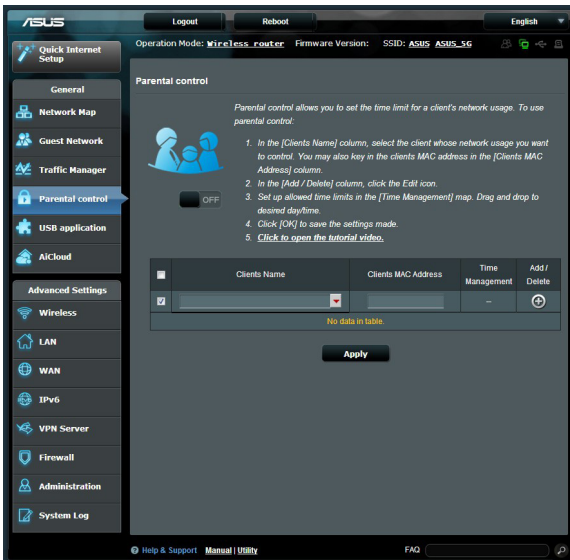 ASUS
Logout
Reboot
English
Quick Internet
Setup
Operation Mode: Wireless router Firmware Version: SSID: ASUS ASUS_5G
General
Network Map
Guest Network
Traffic Manager
Parental control
USB application
AiCloud
Advanced Settings
Wireless
LAN
WAN
IPv6
VPN Server
Firewall
Administration
System Log
Parental control
Parental control allows you to set the time limit for a client's network usage. To use
parental control:
1. In the [Clients Name] column, select the client whose network usage you want
to control. You may also key in the clients MAC address in the [Clients MAC
Address] column.
2. In the [Add / Delete] column, click the Edit icon.
3. Set up allowed time limits in the [Time Management] map. Drag and drop to
desired day/time.
4. Click [OK] to save the settings made.
5. Click to open the tutorial video.
OFF
Clients Name
Clients MAC Address
Time
Management
Add /
Delete
--
No data in table.
Apply
Help & Support Manual | Utility
FAQ